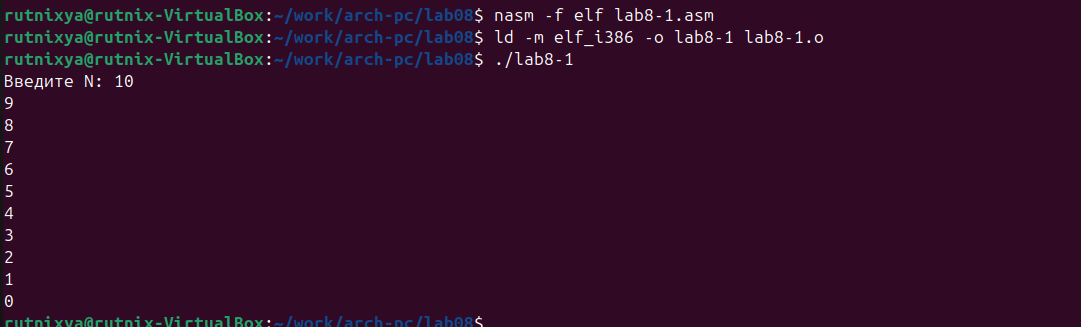 rutnixya@rutnix-VirtualBox:~/work/arch-pc/lab08$ nasm -f elf lab8-1.asm
rutnixya@rutnix-VirtualBox:~/work/arch-pc/lab08$ ld -m elf_i386 -o lab8-1 lab8-1.o
rutnixya@rutnix-VirtualBox:~/work/arch-pc/lab08$ ./lab8-1
Введите N: 10
9
8
7
6
5
4
3
2
1
0
rutnixya@rutnix-VirtualBox:~/work/arch-pc/lab08$